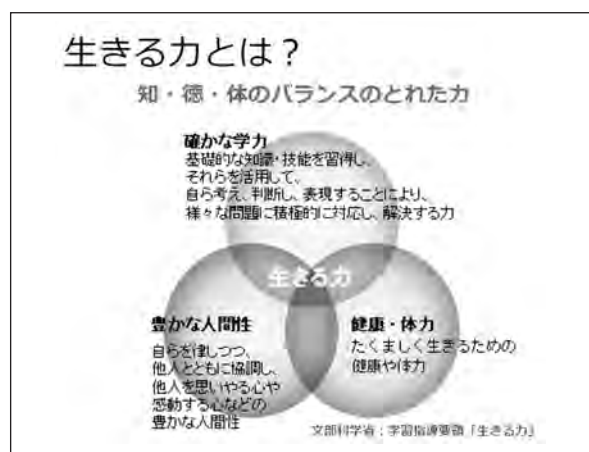 生きる力とは？
知・徳・体のバランスのとれた力
確かな学力
基礎的な知識・技能を習得し、
それらを活用して、
自ら考え、判断し、表現することにより、
様々な問題に積極的に対応し、解決する力
生きる力
豊かな人間性
自らを律しつつ、
他人とともに協調し、
他人を思いやる心や
感動する心などの
豊かな人間性
健康・体力
たくましく生きるための
健康や体力
文部科学省：学習指導要領「生きる力」